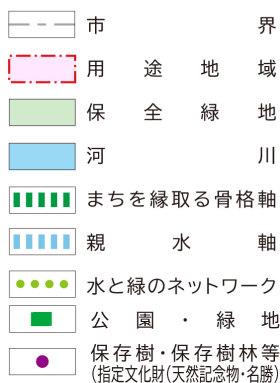 市界
用途地域
保全緑地
河川
まちを縁取る骨格軸
親水軸
水と緑のネットワーク
公園・緑地
保存樹・保存樹林等
(指定文化財(天然記念物・名勝)